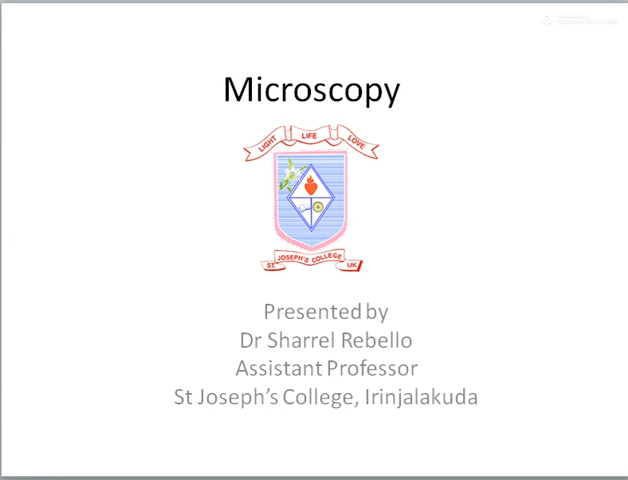 Microscopy
LIGHT LIFE LOVE
ST. JOSEPH'S COLLEGE IJK
Presented by
Dr Sharrel Rebello
Assistant Professor
St Joseph's College, Irinjalakuda